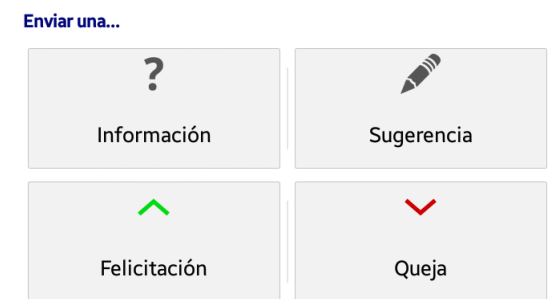 Enviar una...
Información
Sugerencia
Felicitación
Queja